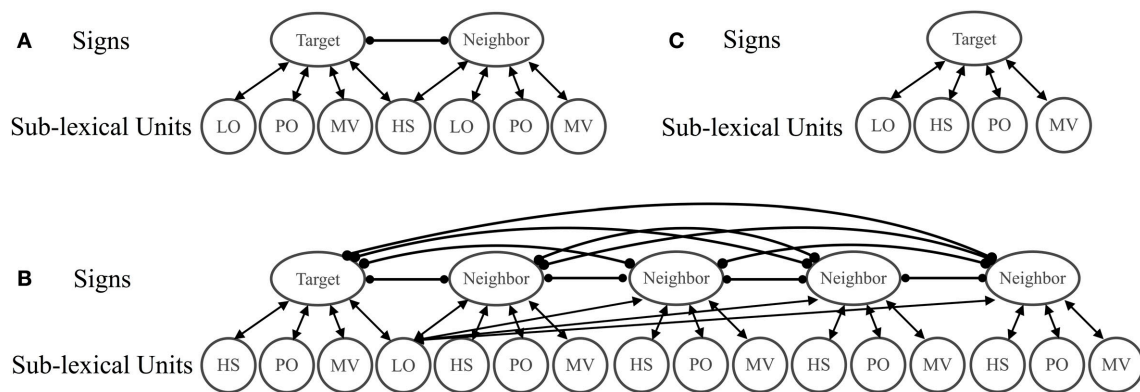 A Signs Target Neighbor
Sub-lexical Units LO PO MV HS LO PO MV
C Signs Target
Sub-lexical Units LO HS PO MV
B Signs Target Neighbor Neighbor Neighbor Neighbor
Sub-lexical Units HS PO MV LO HS PO MV HS PO MV HS PO MV HS PO MV